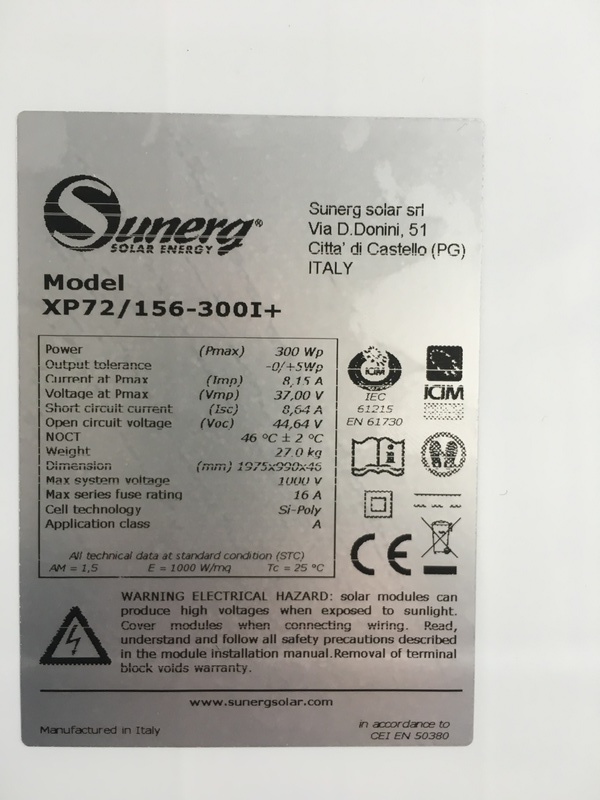 Sunerg®
SOLAR ENERGY
Sunerg solar srl
Via D.Donini, 51
Citta' di Castello (PG)
ITALY
Model
XP72/156-300I+
Power (Pmax) 300 Wp
Output tolerance -0/+5Wp
Current at Pmax (Imp) 8,15 A
Voltage at Pmax (Vmp) 37,00 V
Short circuit current (Isc) 8,64 A
Open circuit voltage (Voc) 44,64 V
NOCT 46 °C ± 2 °C
Weight 27.0 kg
Dimension (mm) 1975x990x46
Max system voltage 1000 V
Max series fuse rating 16 A
Cell technology Si-Poly
Application class A
All technical data at standard condition (STC)
AM = 1,5 E = 1000 W/mq Tc = 25 °C
ICIM
IEC
61215
EN 61730
ICIM
CE
WARNING ELECTRICAL HAZARD: solar modules can
produce high voltages when exposed to sunlight.
Cover modules when connecting wiring. Read,
understand and follow all safety precautions described
in the module installation manual.Removal of terminal
block voids warranty.
www.sunergsolar.com
Manufactured in Italy
in accordance to
CEI EN 50380